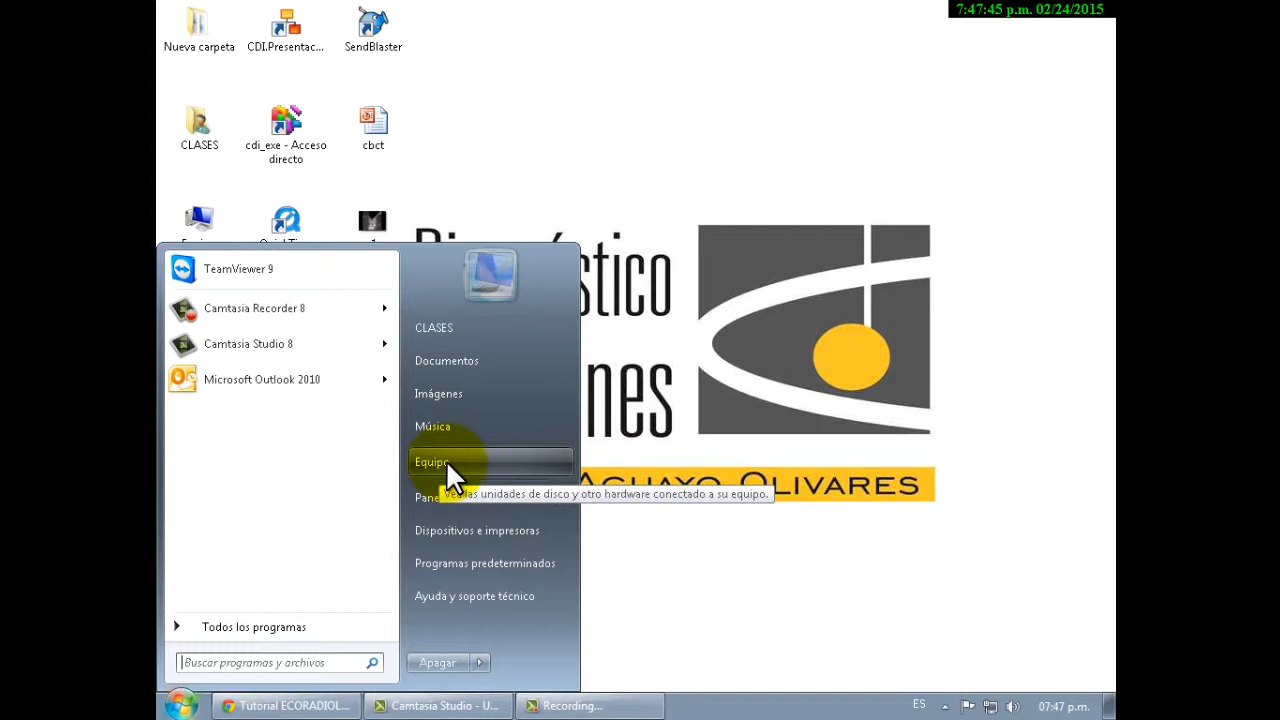 7:47:45 p.m. 02/24/2015
Nueva carpeta
CDI.Presentac...
SendBlaster
CLASES
cdi_exe - Acceso
directo
cbct
TeamViewer 9
Camtasia Recorder 8
Camtasia Studio 8
Microsoft Outlook 2010
Todos los programas
Buscar programas y archivos
CLASES
Documentos
Imágenes
Música
Equipo
Vea las unidades de disco y otro hardware conectado a su equipo.
Dispositivos e impresoras
Programas predeterminados
Ayuda y soporte técnico
Apagar
AGUAYO OLIVARES
Tutorial ECORADIOL...
Camtasia Studio - U...
Recording...
ES
07:47 p.m.